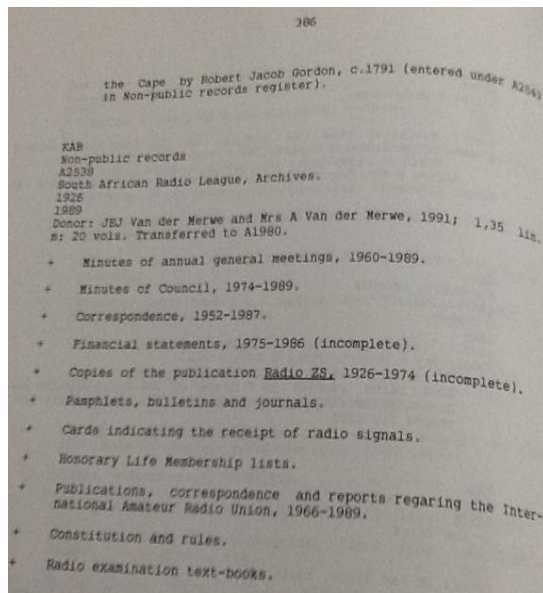 386
the Cape by Robert Jacob Gordon, c.1791 (entered under A2549
in Non-public records register).
KAB
Non-public records
A2538
South African Radio League, Archives.
1926
1989
Donor: JEJ Van der Merwe and Mrs A Van der Merwe, 1991; 1,35 lin.
m: 20 vols. Transferred to A1980.
+ Minutes of annual general meetings, 1960-1989.
+ Minutes of Council, 1974-1989.
+ Correspondence, 1952-1987.
+ Financial statements, 1975-1986 (incomplete).
+ Copies of the publication Radio ZS, 1926-1974 (incomplete).
+ Pamphlets, bulletins and journals.
+ Cards indicating the receipt of radio signals.
+ Honorary Life Membership lists.
+ Publications, correspondence and reports regaring the Inter-
national Amateur Radio Union, 1966-1989.
+ Constitution and rules.
+ Radio examination text-books.